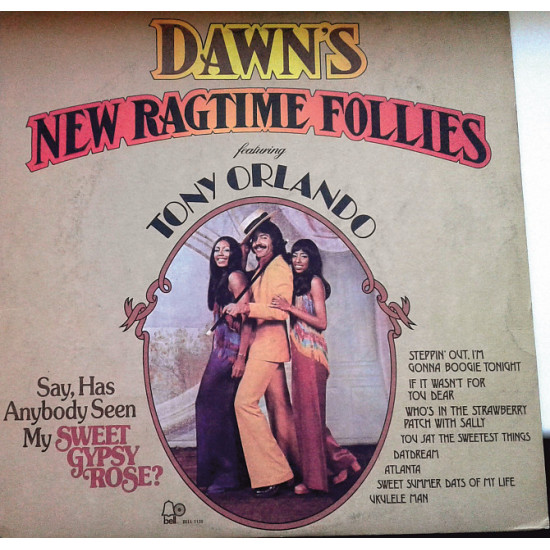 DAWN'S
NEW RAGTIME FOLLIES
featuring
TONY ORLANDO
Say, Has
Anybody Seen
My SWEET
GYPSY
ROSE?
STEPPIN' OUT, I'M
GONNA BOOGIE TONIGHT
IF IT WASN'T FOR
YOU DEAR
WHO'S IN THE STRAWBERRY
PATCH WITH SALLY
YOU SAY THE SWEETEST THINGS
DAYDREAM
ATLANTA
SWEET SUMMER DAYS OF MY LIFE
UKULELE MAN
bell